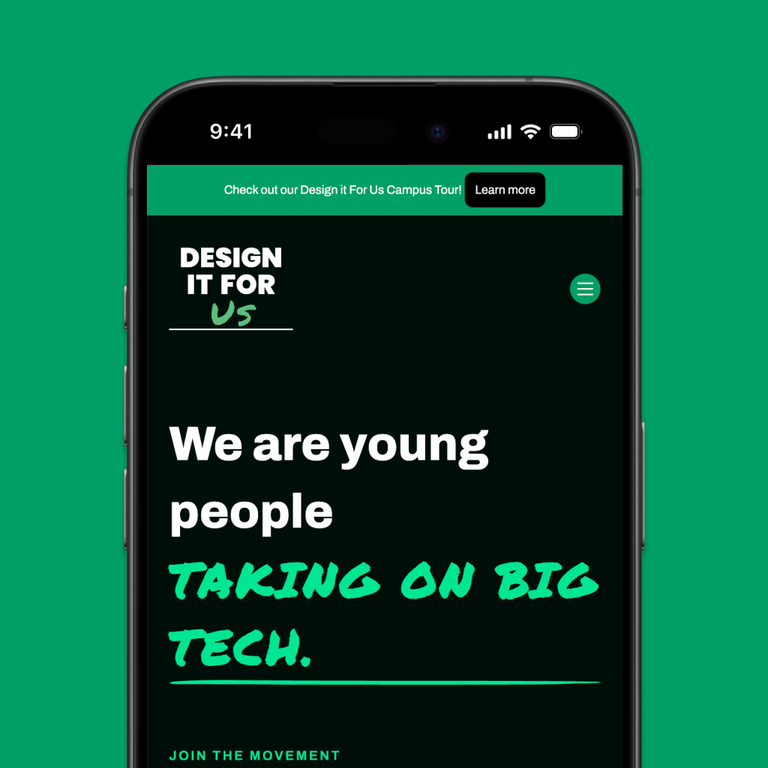 9:41
Check out our Design it For Us Campus Tour! Learn more
DESIGN
IT FOR
Us
We are young
people
TAKING ON BIG
TECH.
JOIN THE MOVEMENT